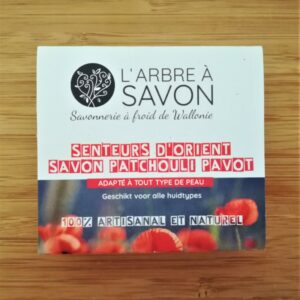 L'ARBRE À
SAVON
Savonnerie à froid de Wallonie
SENTEURS D'ORIENT
SAVON PATCHOULI PAVOT
ADAPTÉ À TOUT TYPE DE PEAU
Geschikt voor alle huidtypes
100% ARTISANAL ET NATUREL